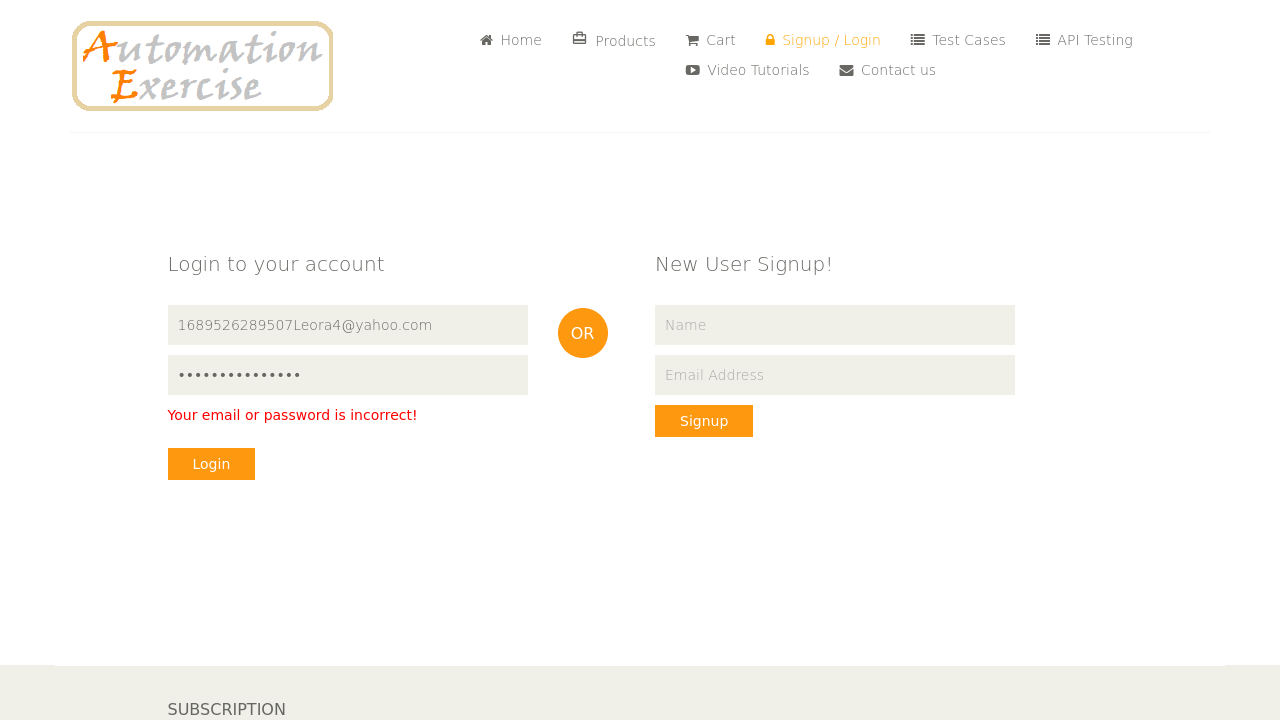 Automation
Exercise
Home
Products
Cart
Signup / Login
Test Cases
API Testing
Video Tutorials
Contact us
Login to your account
1689526289507Leora4@yahoo.com
•••••••••••••••
Your email or password is incorrect!
Login
OR
New User Signup!
Name
Email Address
Signup
SUBSCRIPTION